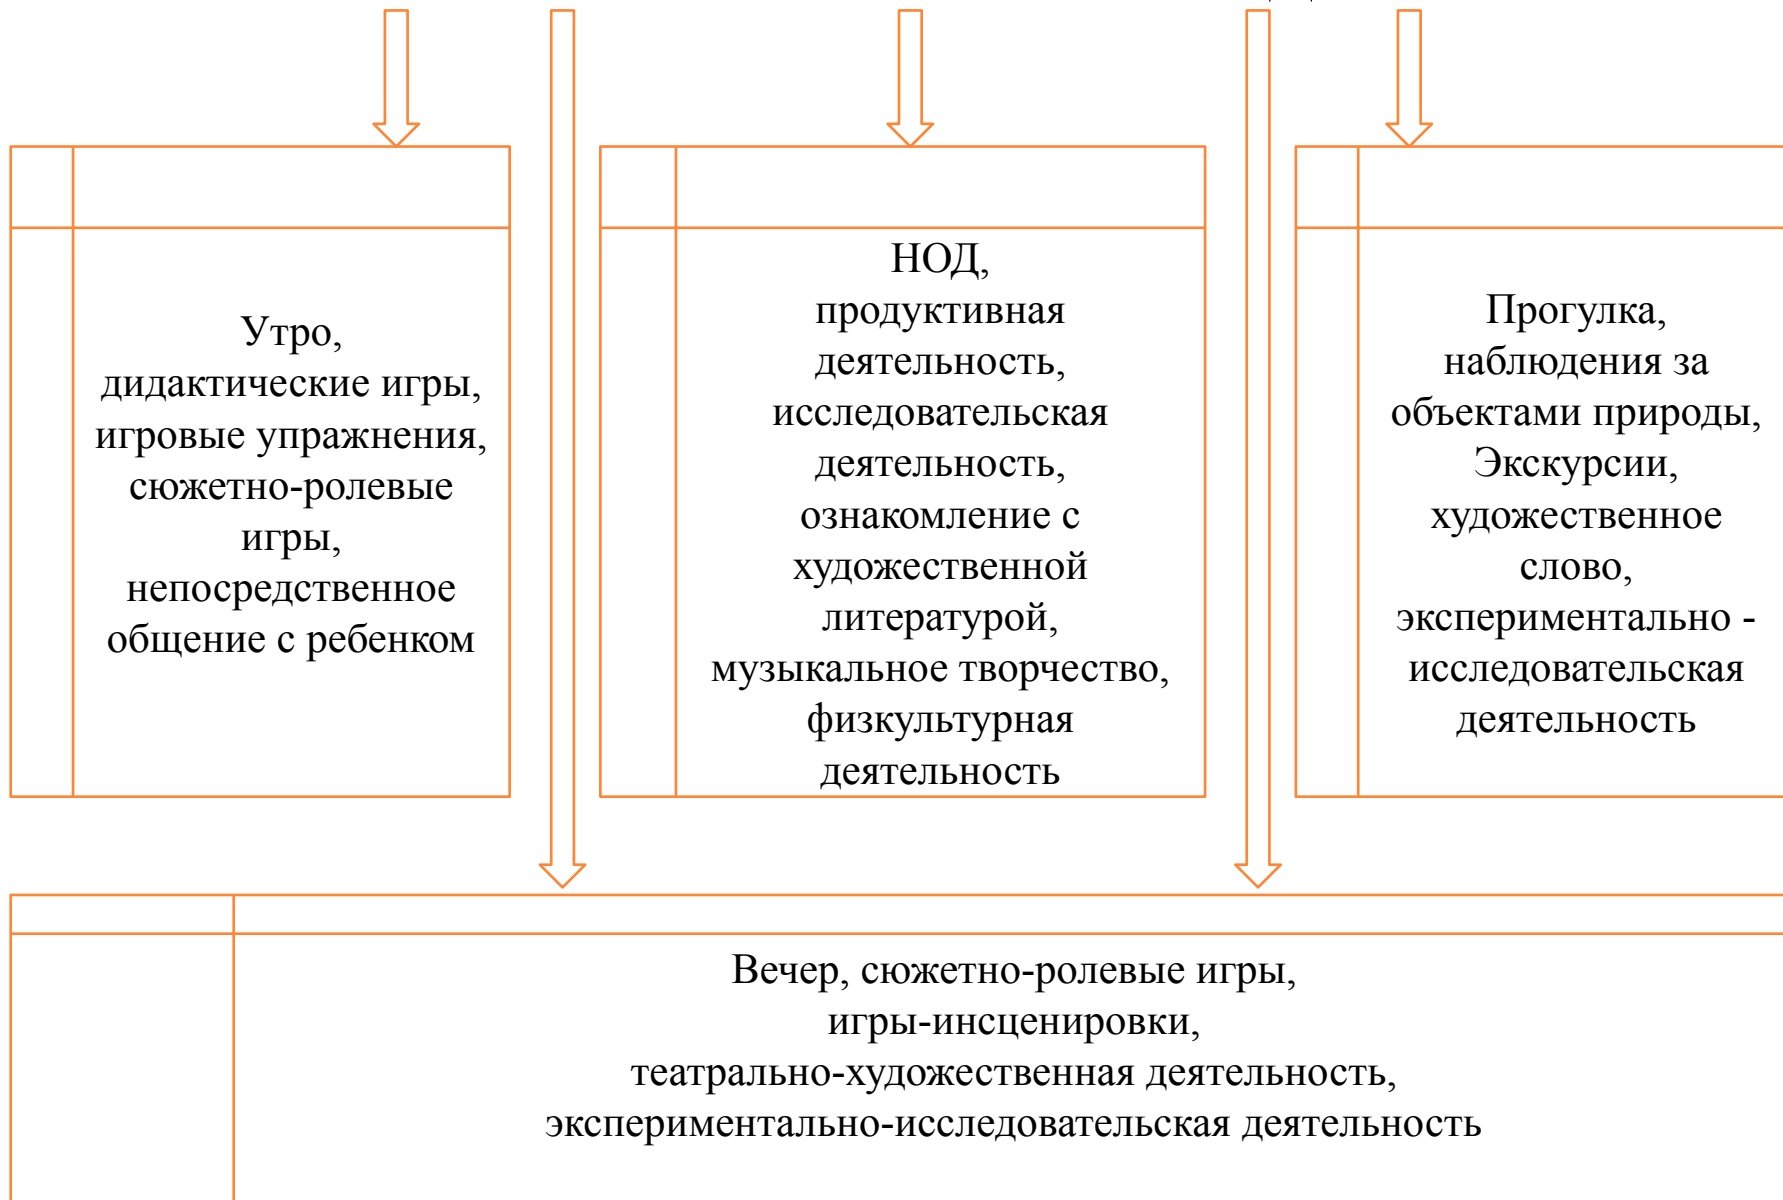 Утро,
дидактические игры,
игровые упражнения,
сюжетно-ролевые
игры,
непосредственное
общение с ребенком
НОД,
продуктивная
деятельность,
исследовательская
деятельность,
ознакомление с
художественной
литературой,
музыкальное творчество,
физкультурная
деятельность
Прогулка,
наблюдения за
объектами природы,
Экскурсии,
художественное
слово,
экспериментально -
исследовательская
деятельность
Вечер, сюжетно-ролевые игры,
игры-инсценировки,
театрально-художественная деятельность,
экспериментально-исследовательская деятельность